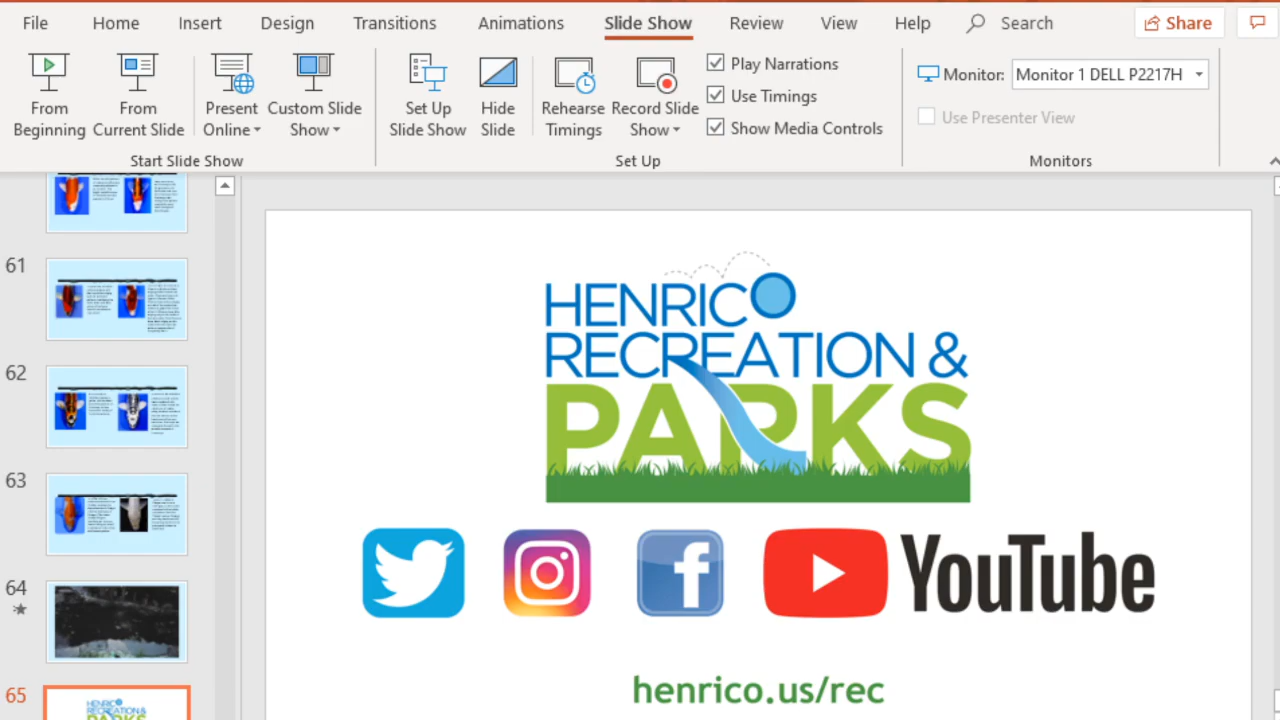 File Home Insert Design Transitions Animations Slide Show Review View Help Search Share
From Beginning
From Current Slide
Present Online
Custom Slide Show
Start Slide Show
Set Up Slide Show
Hide Slide
Rehearse Timings
Record Slide Show
Play Narrations
Use Timings
Show Media Controls
Set Up
Monitor: Monitor 1 DELL P2217H
Use Presenter View
Monitors
61
62
63
64
65
HENRICO
RECREATION &
PARKS
YouTube
henrico.us/rec